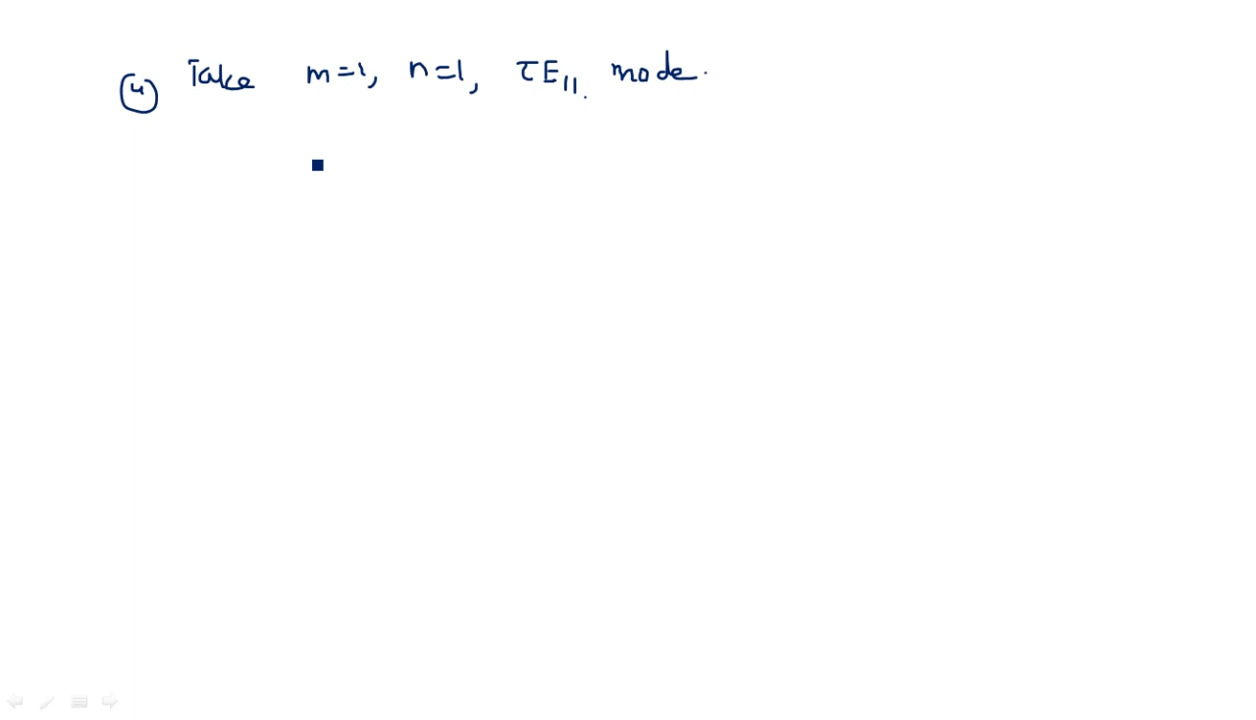 (4) Take m=1, n=1, TE₁₁. mode.